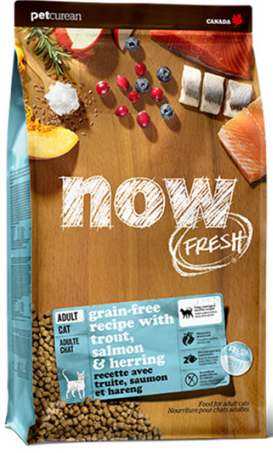 petcurean
CANADA
now
FRESH
ADULT
CAT
ADULTE
CHAT
grain-free
recipe with
trout,
salmon
& herring
recette avec
truite, saumon
et hareng
FRESH
Food for adult cats
Nourriture pour chats adultes